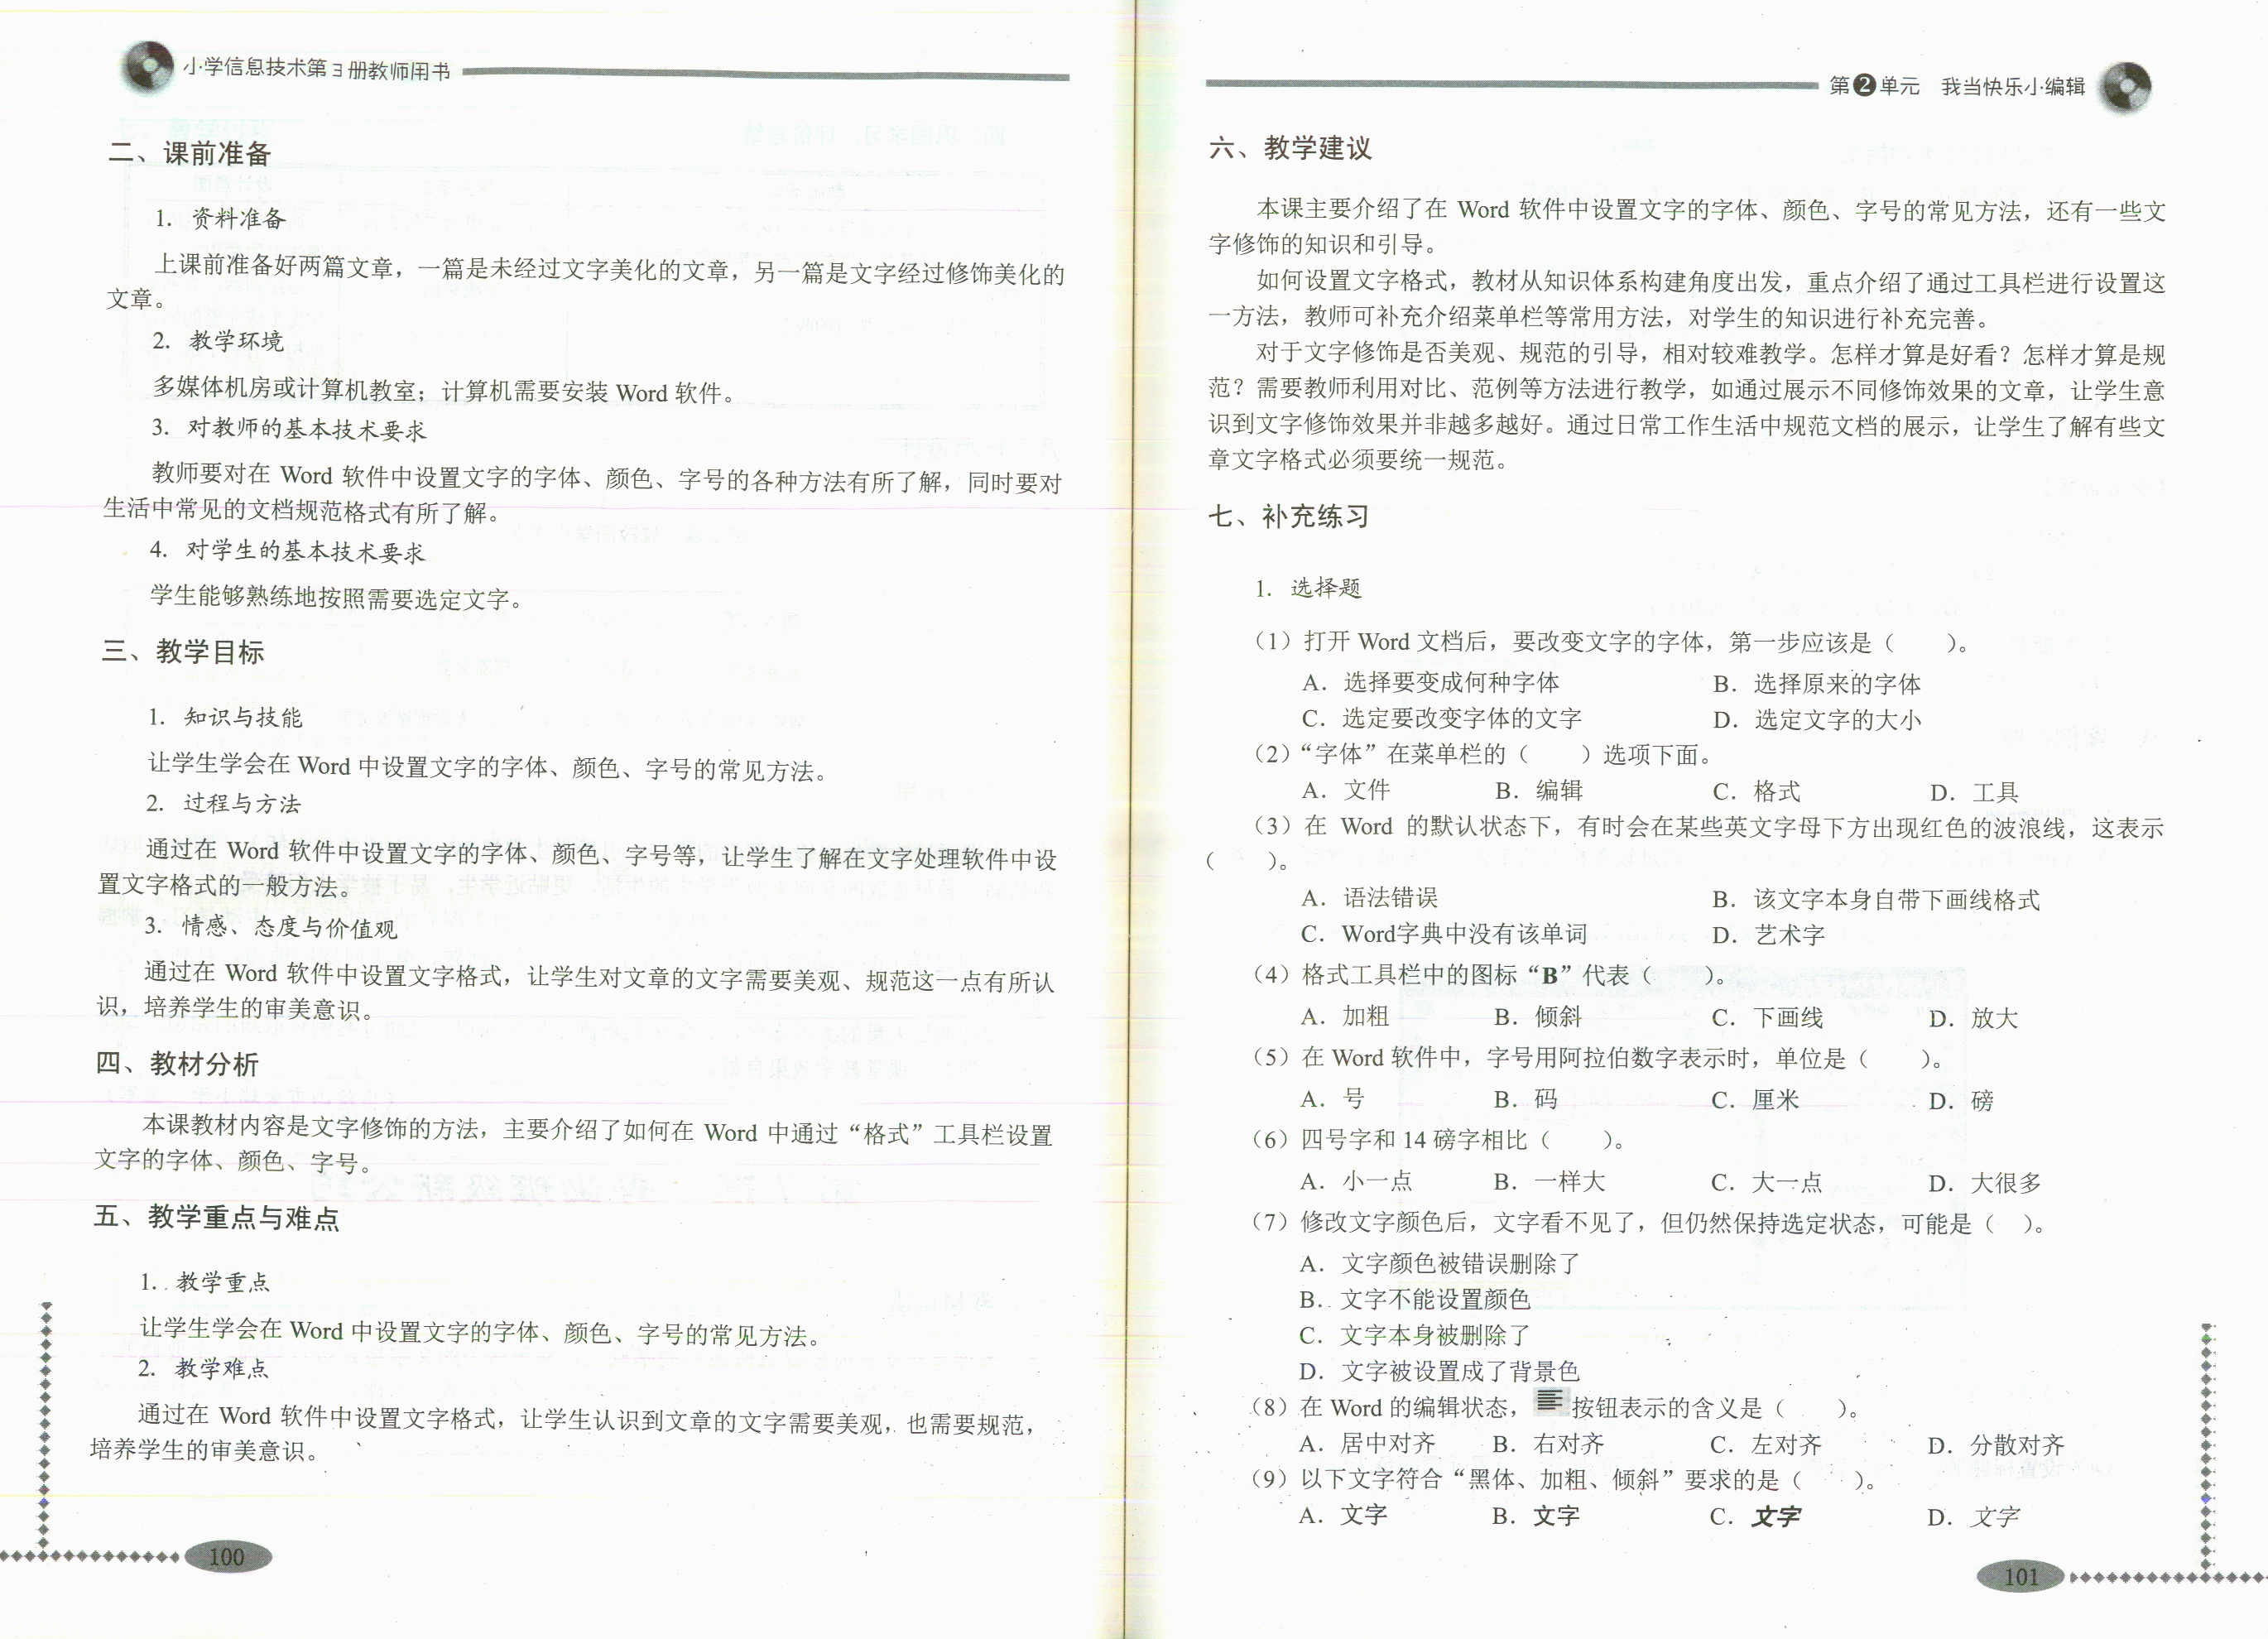 小学信息技术第3册教师用书
二、课前准备
1. 资料准备
上课前准备好两篇文章，一篇是未经过文字美化的文章，另一篇是文字经过修饰美化的
文章。
2. 教学环境
多媒体机房或计算机教室；计算机需要安装 Word 软件。
3. 对教师的基本技术要求
教师要对在 Word 软件中设置文字的字体、颜色、字号的各种方法有所了解，同时要对
生活中常见的文档规范格式有所了解。
4. 对学生的基本技术要求
学生能够熟练地按照需要选定文字。
三、教学目标
1. 知识与技能
让学生学会在 Word 中设置文字的字体、颜色、字号的常见方法。
2. 过程与方法
通过在 Word 软件中设置文字的字体、颜色、字号等，让学生了解在文字处理软件中设
置文字格式的一般方法。
3. 情感、态度与价值观
通过在 Word 软件中设置文字格式，让学生对文章的文字需要美观、规范这一点有所认
识，培养学生的审美意识。
四、教材分析
本课教材内容是文字修饰的方法，主要介绍了如何在 Word 中通过“格式”工具栏设置
文字的字体、颜色、字号。
五、教学重点与难点
1. 教学重点
让学生学会在 Word 中设置文字的字体、颜色、字号的常见方法。
2. 教学难点
通过在 Word 软件中设置文字格式，让学生认识到文章的文字需要美观，也需要规范，
培养学生的审美意识。
100
第2单元 我当快乐小编辑
六、教学建议
本课主要介绍了在 Word 软件中设置文字的字体、颜色、字号的常见方法，还有一些文
字修饰的知识和引导。
如何设置文字格式，教材从知识体系构建角度出发，重点介绍了通过工具栏进行设置这
一方法，教师可补充介绍菜单栏等常用方法，对学生的知识进行补充完善。
对于文字修饰是否美观、规范的引导，相对较难教学。怎样才算是好看？怎样才算是规
范？需要教师利用对比、范例等方法进行教学，如通过展示不同修饰效果的文章，让学生意
识到文字修饰效果并非越多越好。通过日常工作生活中规范文档的展示，让学生了解有些文
章文字格式必须要统一规范。
七、补充练习
1. 选择题
（1）打开 Word 文档后，要改变文字的字体，第一步应该是（  ）。
A. 选择要变成何种字体 B. 选择原来的字体
C. 选定要改变字体的文字 D. 选定文字的大小
（2）“字体”在菜单栏的（  ）选项下面。
A. 文件 B. 编辑 C. 格式 D. 工具
（3）在 Word 的默认状态下，有时会在某些英文字母下方出现红色的波浪线，这表示
（  ）。
A. 语法错误 B. 该文字本身自带下画线格式
C. Word字典中没有该单词 D. 艺术字
（4）格式工具栏中的图标“B”代表（  ）。
A. 加粗 B. 倾斜 C. 下画线 D. 放大
（5）在 Word 软件中，字号用阿拉伯数字表示时，单位是（  ）。
A. 号 B. 码 C. 厘米 D. 磅
（6）四号字和 14 磅字相比（  ）。
A. 小一点 B. 一样大 C. 大一点 D. 大很多
（7）修改文字颜色后，文字看不见了，但仍然保持选定状态，可能是（  ）。
A. 文字颜色被错误删除了
B. 文字不能设置颜色
C. 文字本身被删除了
D. 文字被设置成了背景色
（8）在 Word 的编辑状态，按钮表示的含义是（  ）。
A. 居中对齐 B. 右对齐 C. 左对齐 D. 分散对齐
（9）以下文字符合“黑体、加粗、倾斜”要求的是（  ）。
A. 文字 B. 文字 C. 文字 D. 文字
101